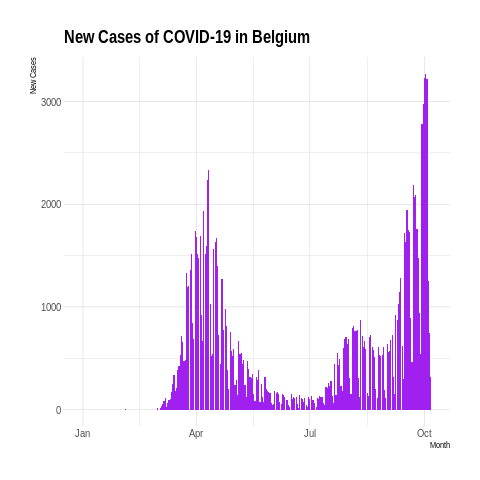 New Cases of COVID-19 in Belgium
New Cases
3000
2000
1000
0
Jan Apr Jul Oct
Month